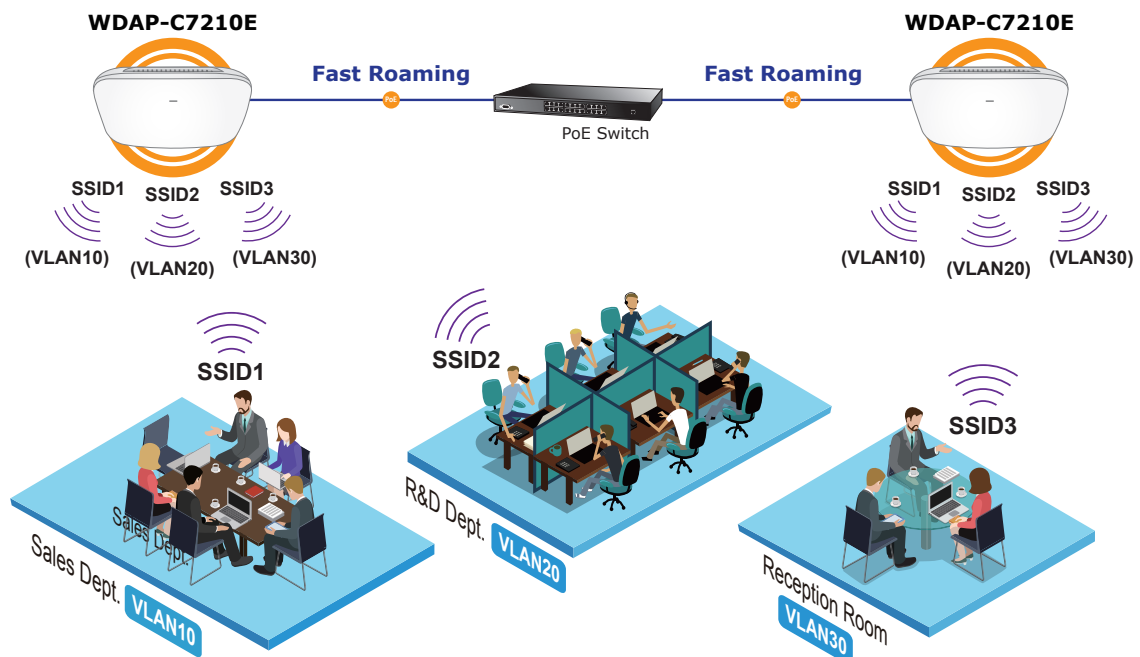 WDAP-C7210E
WDAP-C7210E
Fast Roaming
Fast Roaming
PoE
PoE
PoE Switch
SSID1
SSID2
SSID3
(VLAN10)
(VLAN20)
(VLAN30)
SSID1
SSID2
SSID3
(VLAN10)
(VLAN20)
(VLAN30)
SSID1
SSID2
SSID3
Sales Dept.
Sales Dept. VLAN10
R&D Dept. VLAN20
Reception Room
VLAN30